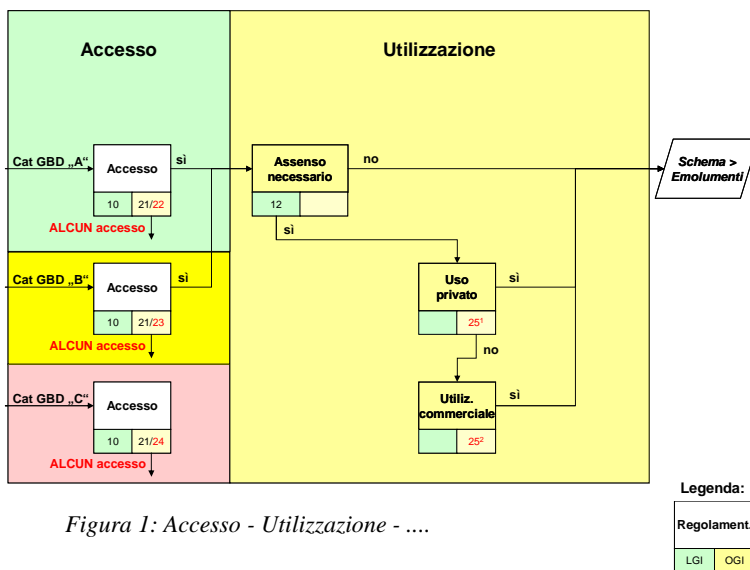 Accesso
Utilizzazione
Cat GBD „A“
Accesso
sì
Assenso
necessario
no
Schema >
Emolumenti
10
21/22
12
ALCUN accesso
sì
Cat GBD „B“
Accesso
sì
Uso
privato
sì
10
21/23
25¹
ALCUN accesso
no
Cat GBD „C“
Accesso
Utiliz.
commerciale
sì
10
21/24
25²
ALCUN accesso
Legenda:
Regolament.
LGI
OGI
Figura 1: Accesso - Utilizzazione - ....